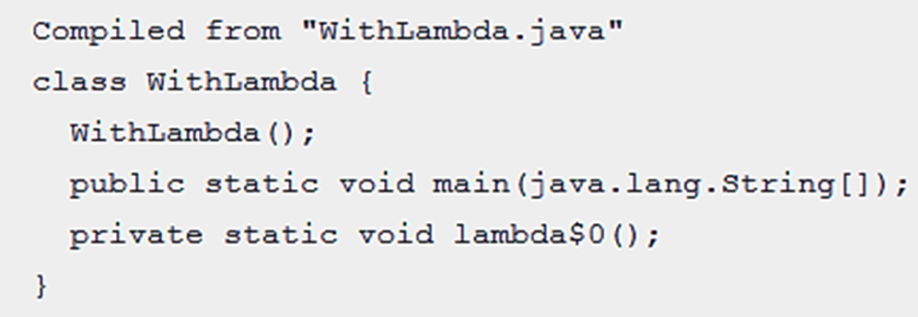 Compiled from "WithLambda.java"
class WithLambda {
  WithLambda();
  public static void main(java.lang.String[]);
  private static void lambda$0();
}